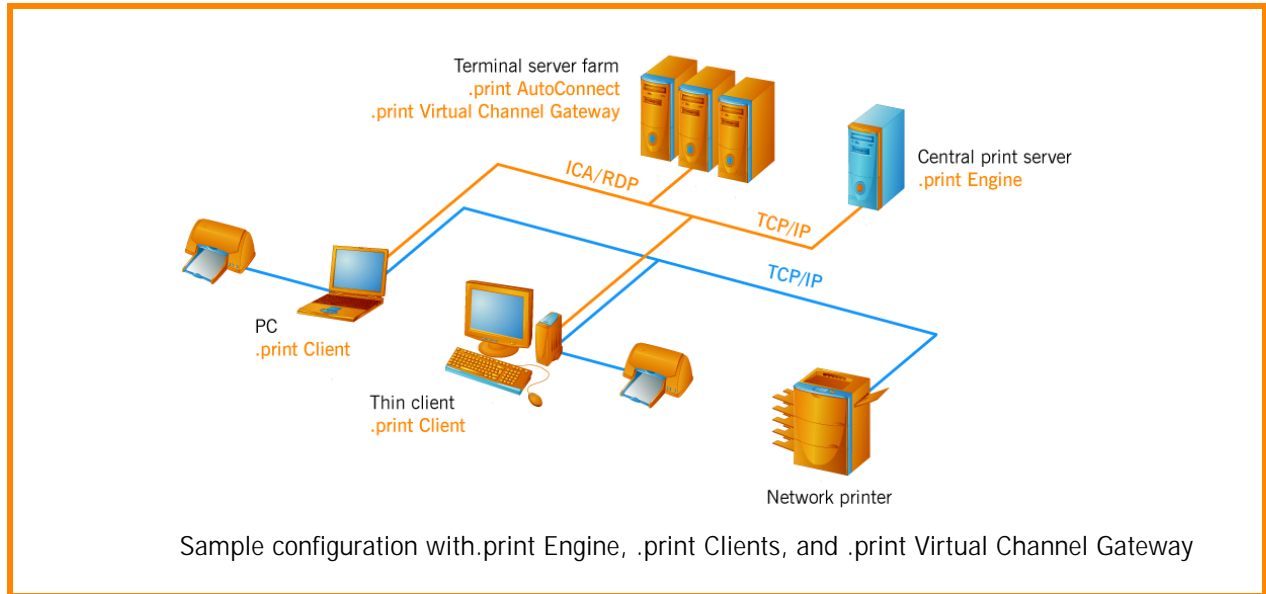 Terminal server farm
.print AutoConnect
.print Virtual Channel Gateway
Central print server
.print Engine
ICA/RDP
TCP/IP
TCP/IP
PC
.print Client
Thin client
.print Client
Network printer
Sample configuration with.print Engine, .print Clients, and .print Virtual Channel Gateway